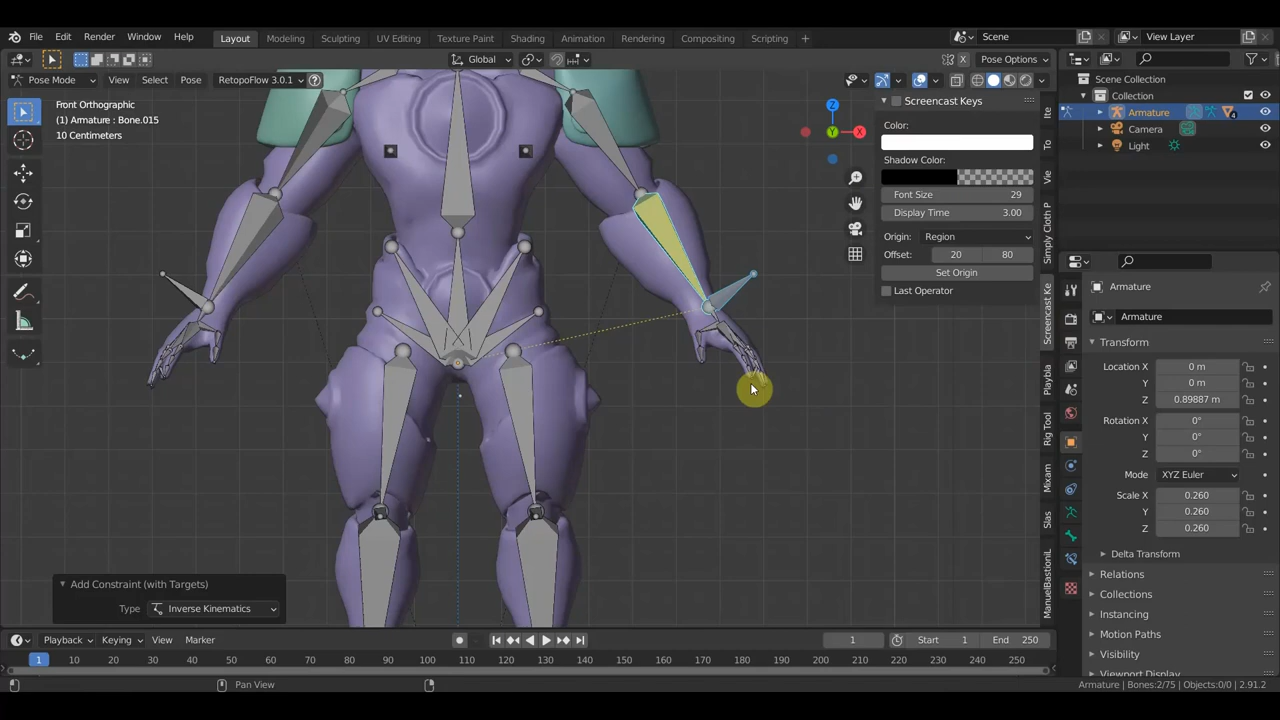 File Edit Render Window Help Layout Modeling Sculpting UV Editing Texture Paint Shading Animation Rendering Compositing Scripting + Scene View Layer
Global Pose Options
Pose Mode View Select Pose RetopoFlow 3.0.1 ? Screencast Keys Scene Collection
Front Orthographic Collection
(1) Armature : Bone.015 Armature
10 Centimeters Camera
Light
Z
Y
X
Color:
Shadow Color:
Font Size 29
Display Time 3.00
Origin: Region
Offset: 20 80
Set Origin
Last Operator
Ite
To
Vie
Simply Cloth P
Screencast Ke
Playbla
Rig Tool
Mixam
Slas
ManuelBastioniL
Armature
Armature
Transform
Location X 0 m
Y 0 m
Z 0.89887 m
Rotation X 0°
Y 0°
Z 0°
Mode XYZ Euler
Scale X 0.260
Y 0.260
Z 0.260
Delta Transform
Relations
Collections
Instancing
Motion Paths
Visibility
Viewport Display
Add Constraint (with Targets)
Type Inverse Kinematics
Playback Keying View Marker 1 Start 1 End 250
1 10 20 30 40 50 60 70 80 90 100 110 120 130 140 150 160 170 180 190 200 210 220 230 240 250
Pan View Armature | Bones:2/75 | Objects:0/0 | 2.91.2